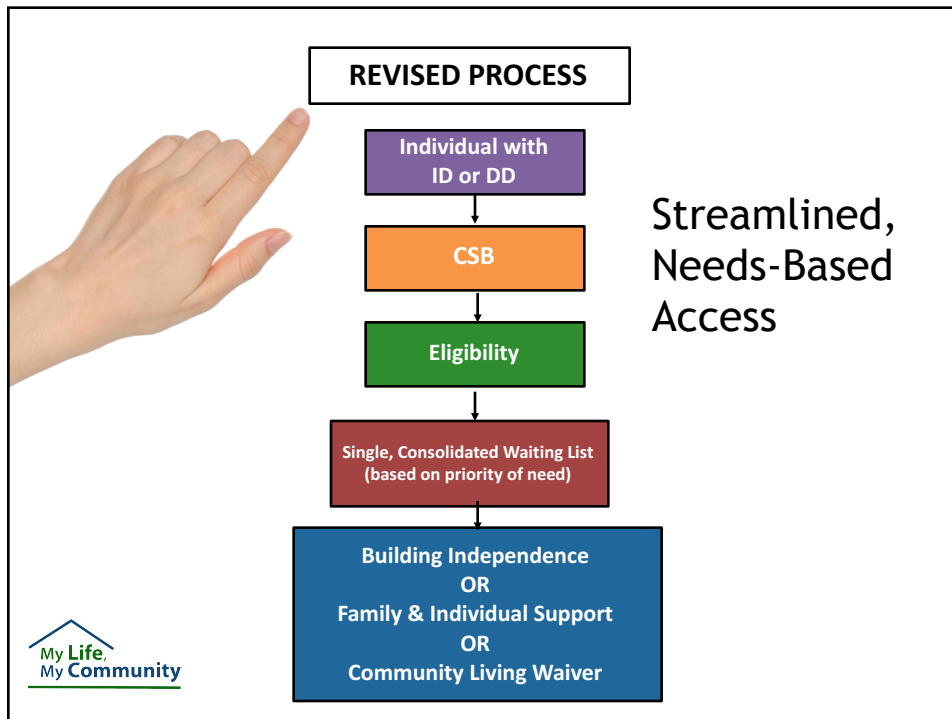 REVISED PROCESS
Individual with
ID or DD
CSB
Eligibility
Single, Consolidated Waiting List
(based on priority of need)
Building Independence
OR
Family & Individual Support
OR
Community Living Waiver
Streamlined,
Needs-Based
Access
My Life,
My Community